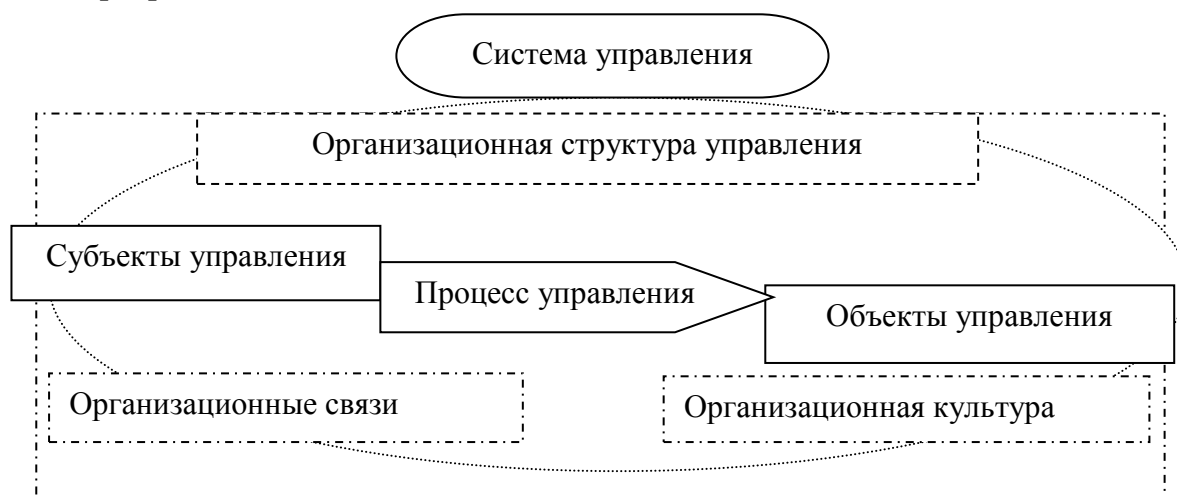 Система управления
Организационная структура управления
Субъекты управления
Процесс управления
Объекты управления
Организационные связи
Организационная культура